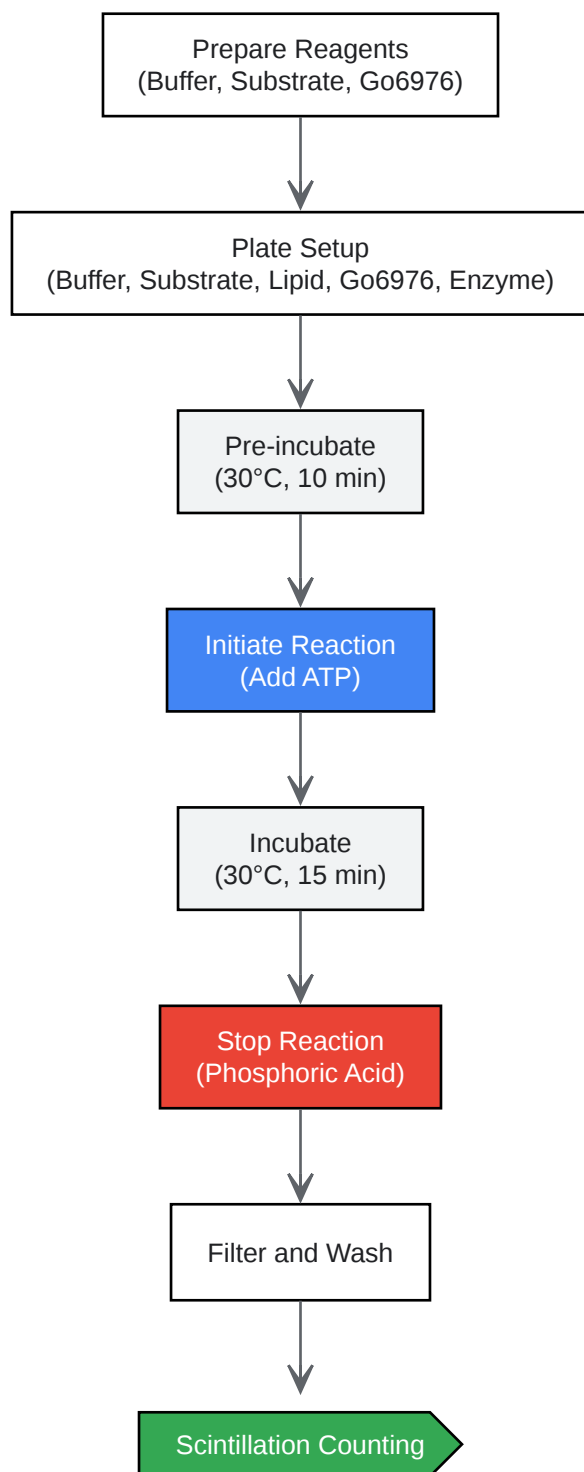 Prepare Reagents
(Buffer, Substrate, Go6976)
Plate Setup
(Buffer, Substrate, Lipid, Go6976, Enzyme)
Pre-incubate
(30°C, 10 min)
Initiate Reaction
(Add ATP)
Incubate
(30°C, 15 min)
Stop Reaction
(Phosphoric Acid)
Filter and Wash
Scintillation Counting